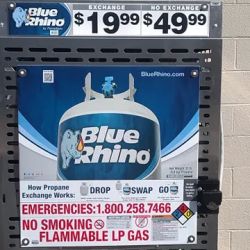 EXCHANGE
NO EXCHANGE
Blue Rhino
$19.99
$49.99
BlueRhino.com
Blue
Rhino
How Propane
Exchange Works:
DROP
SWAP
GO
EMERGENCIES:1.800.258.7466
NO SMOKING
FLAMMABLE LP GAS